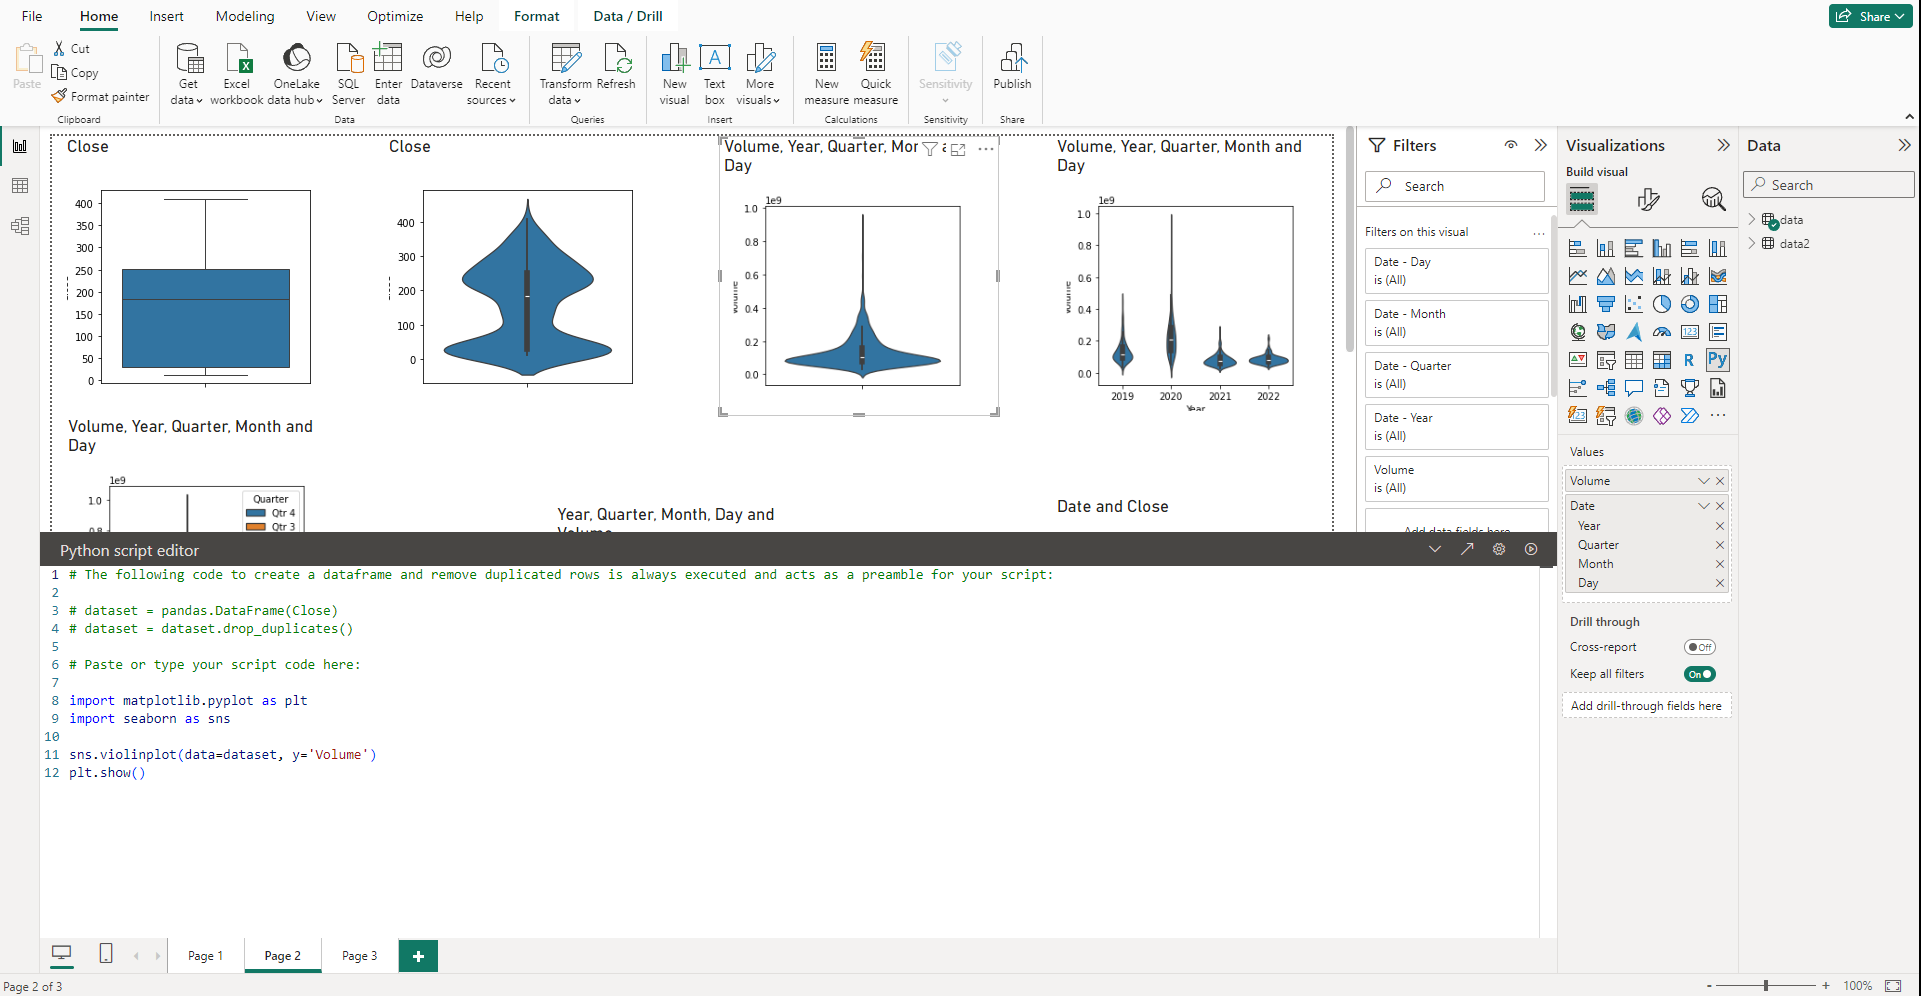 File Home Insert Modeling View Optimize Help Format Data / Drill Share
Paste
Cut
Copy
Format painter
Clipboard
Get data
Excel workbook
OneLake data hub
SQL Server
Enter data
Dataverse
Recent sources
Data
Transform data
Refresh
Queries
New visual
Text box
More visuals
Insert
New measure
Quick measure
Calculations
Sensitivity
Sensitivity
Publish
Share
Close
400
350
300
250
200
150
100
50
0
Close
400
300
200
100
0
Volume, Year, Quarter, Mor
Day
1e9
1.0
0.8
0.6
0.4
0.2
0.0
Volume, Year, Quarter, Month and
Day
1e9
1.0
0.8
0.6
0.4
0.2
0.0
2019 2020 2021 2022
Year
Volume, Year, Quarter, Month and
Day
1e9
1.0
0.8
Quarter
Qtr 4
Qtr 3
Year, Quarter, Month, Day and
Volume
Date and Close
Filters
Search
Filters on this visual
Date - Day
is (All)
Date - Month
is (All)
Date - Quarter
is (All)
Date - Year
is (All)
Volume
is (All)
Add data fields here
Visualizations
Build visual
R Py
123
123
Values
Volume
Date
Year
Quarter
Month
Day
Drill through
Cross-report Off
Keep all filters On
Add drill-through fields here
Data
Search
data
data2
Python script editor
1 # The following code to create a dataframe and remove duplicated rows is always executed and acts as a preamble for your script:
2
3 # dataset = pandas.DataFrame(Close)
4 # dataset = dataset.drop_duplicates()
5
6 # Paste or type your script code here:
7
8 import matplotlib.pyplot as plt
9 import seaborn as sns
10
11 sns.violinplot(data=dataset, y='Volume')
12 plt.show()
Page 1 Page 2 Page 3 +
Page 2 of 3
- + 100%